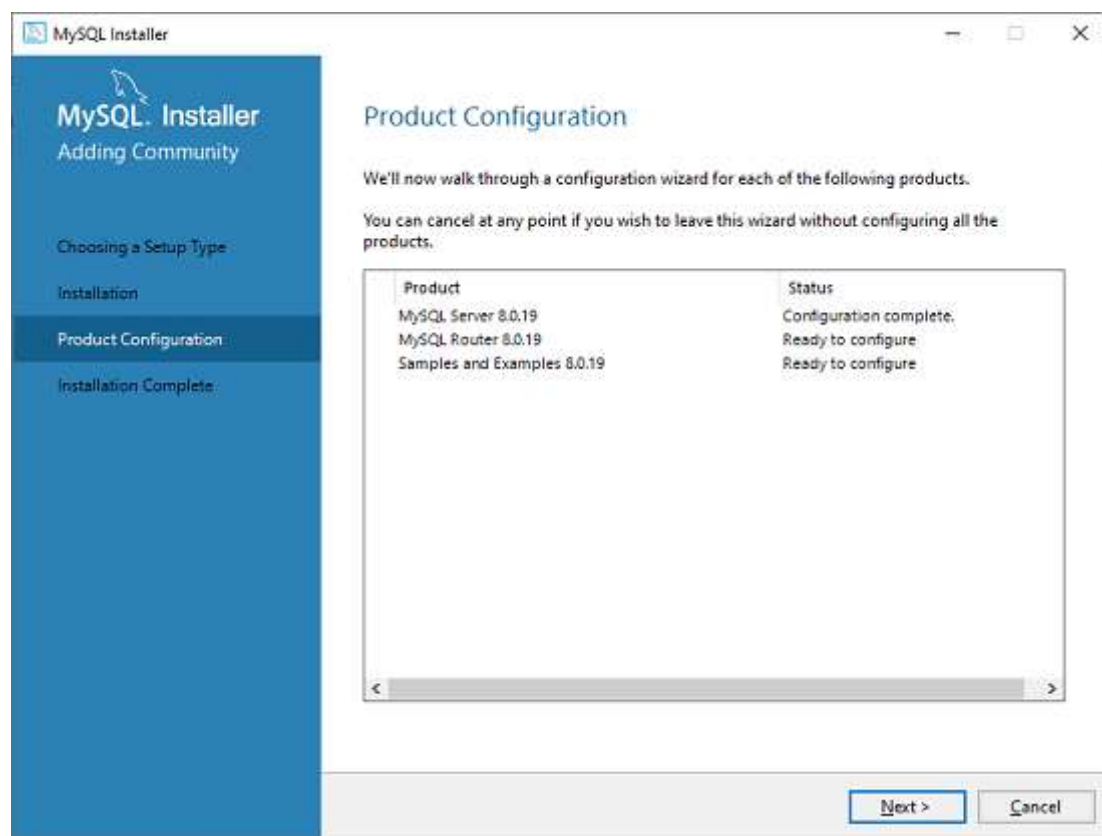 MySQL Installer
MySQL. Installer
Adding Community
Choosing a Setup Type
Installation
Product Configuration
Installation Complete
Product Configuration
We'll now walk through a configuration wizard for each of the following products.
You can cancel at any point if you wish to leave this wizard without configuring all the
products.
Product Status
MySQL Server 8.0.19 Configuration complete.
MySQL Router 8.0.19 Ready to configure
Samples and Examples 8.0.19 Ready to configure
Next > Cancel